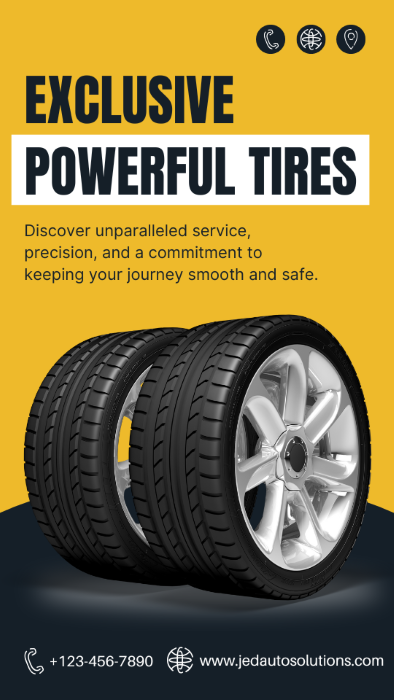 EXCLUSIVE
POWERFUL TIRES
Discover unparalleled service,
precision, and a commitment to
keeping your journey smooth and safe.
+123-456-7890 www.jedautosolutions.com